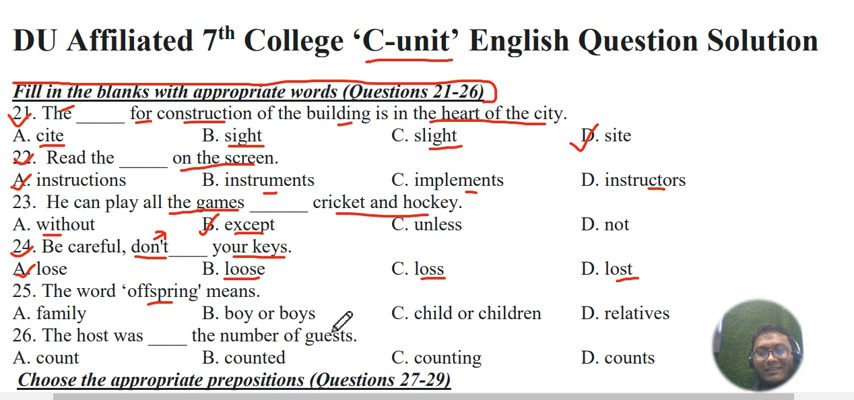 DU Affiliated 7th College ‘C-unit’ English Question Solution
Fill in the blanks with appropriate words (Questions 21-26)
21. The _____ for construction of the building is in the heart of the city.
A. cite B. sight C. slight D. site
22. Read the _____ on the screen.
A. instructions B. instruments C. implements D. instructors
23. He can play all the games ______ cricket and hockey.
A. without B. except C. unless D. not
24. Be careful, don't____ your keys.
A. lose B. loose C. loss D. lost
25. The word ‘offspring' means.
A. family B. boy or boys C. child or children D. relatives
26. The host was ____ the number of guests.
A. count B. counted C. counting D. counts
Choose the appropriate prepositions (Questions 27-29)